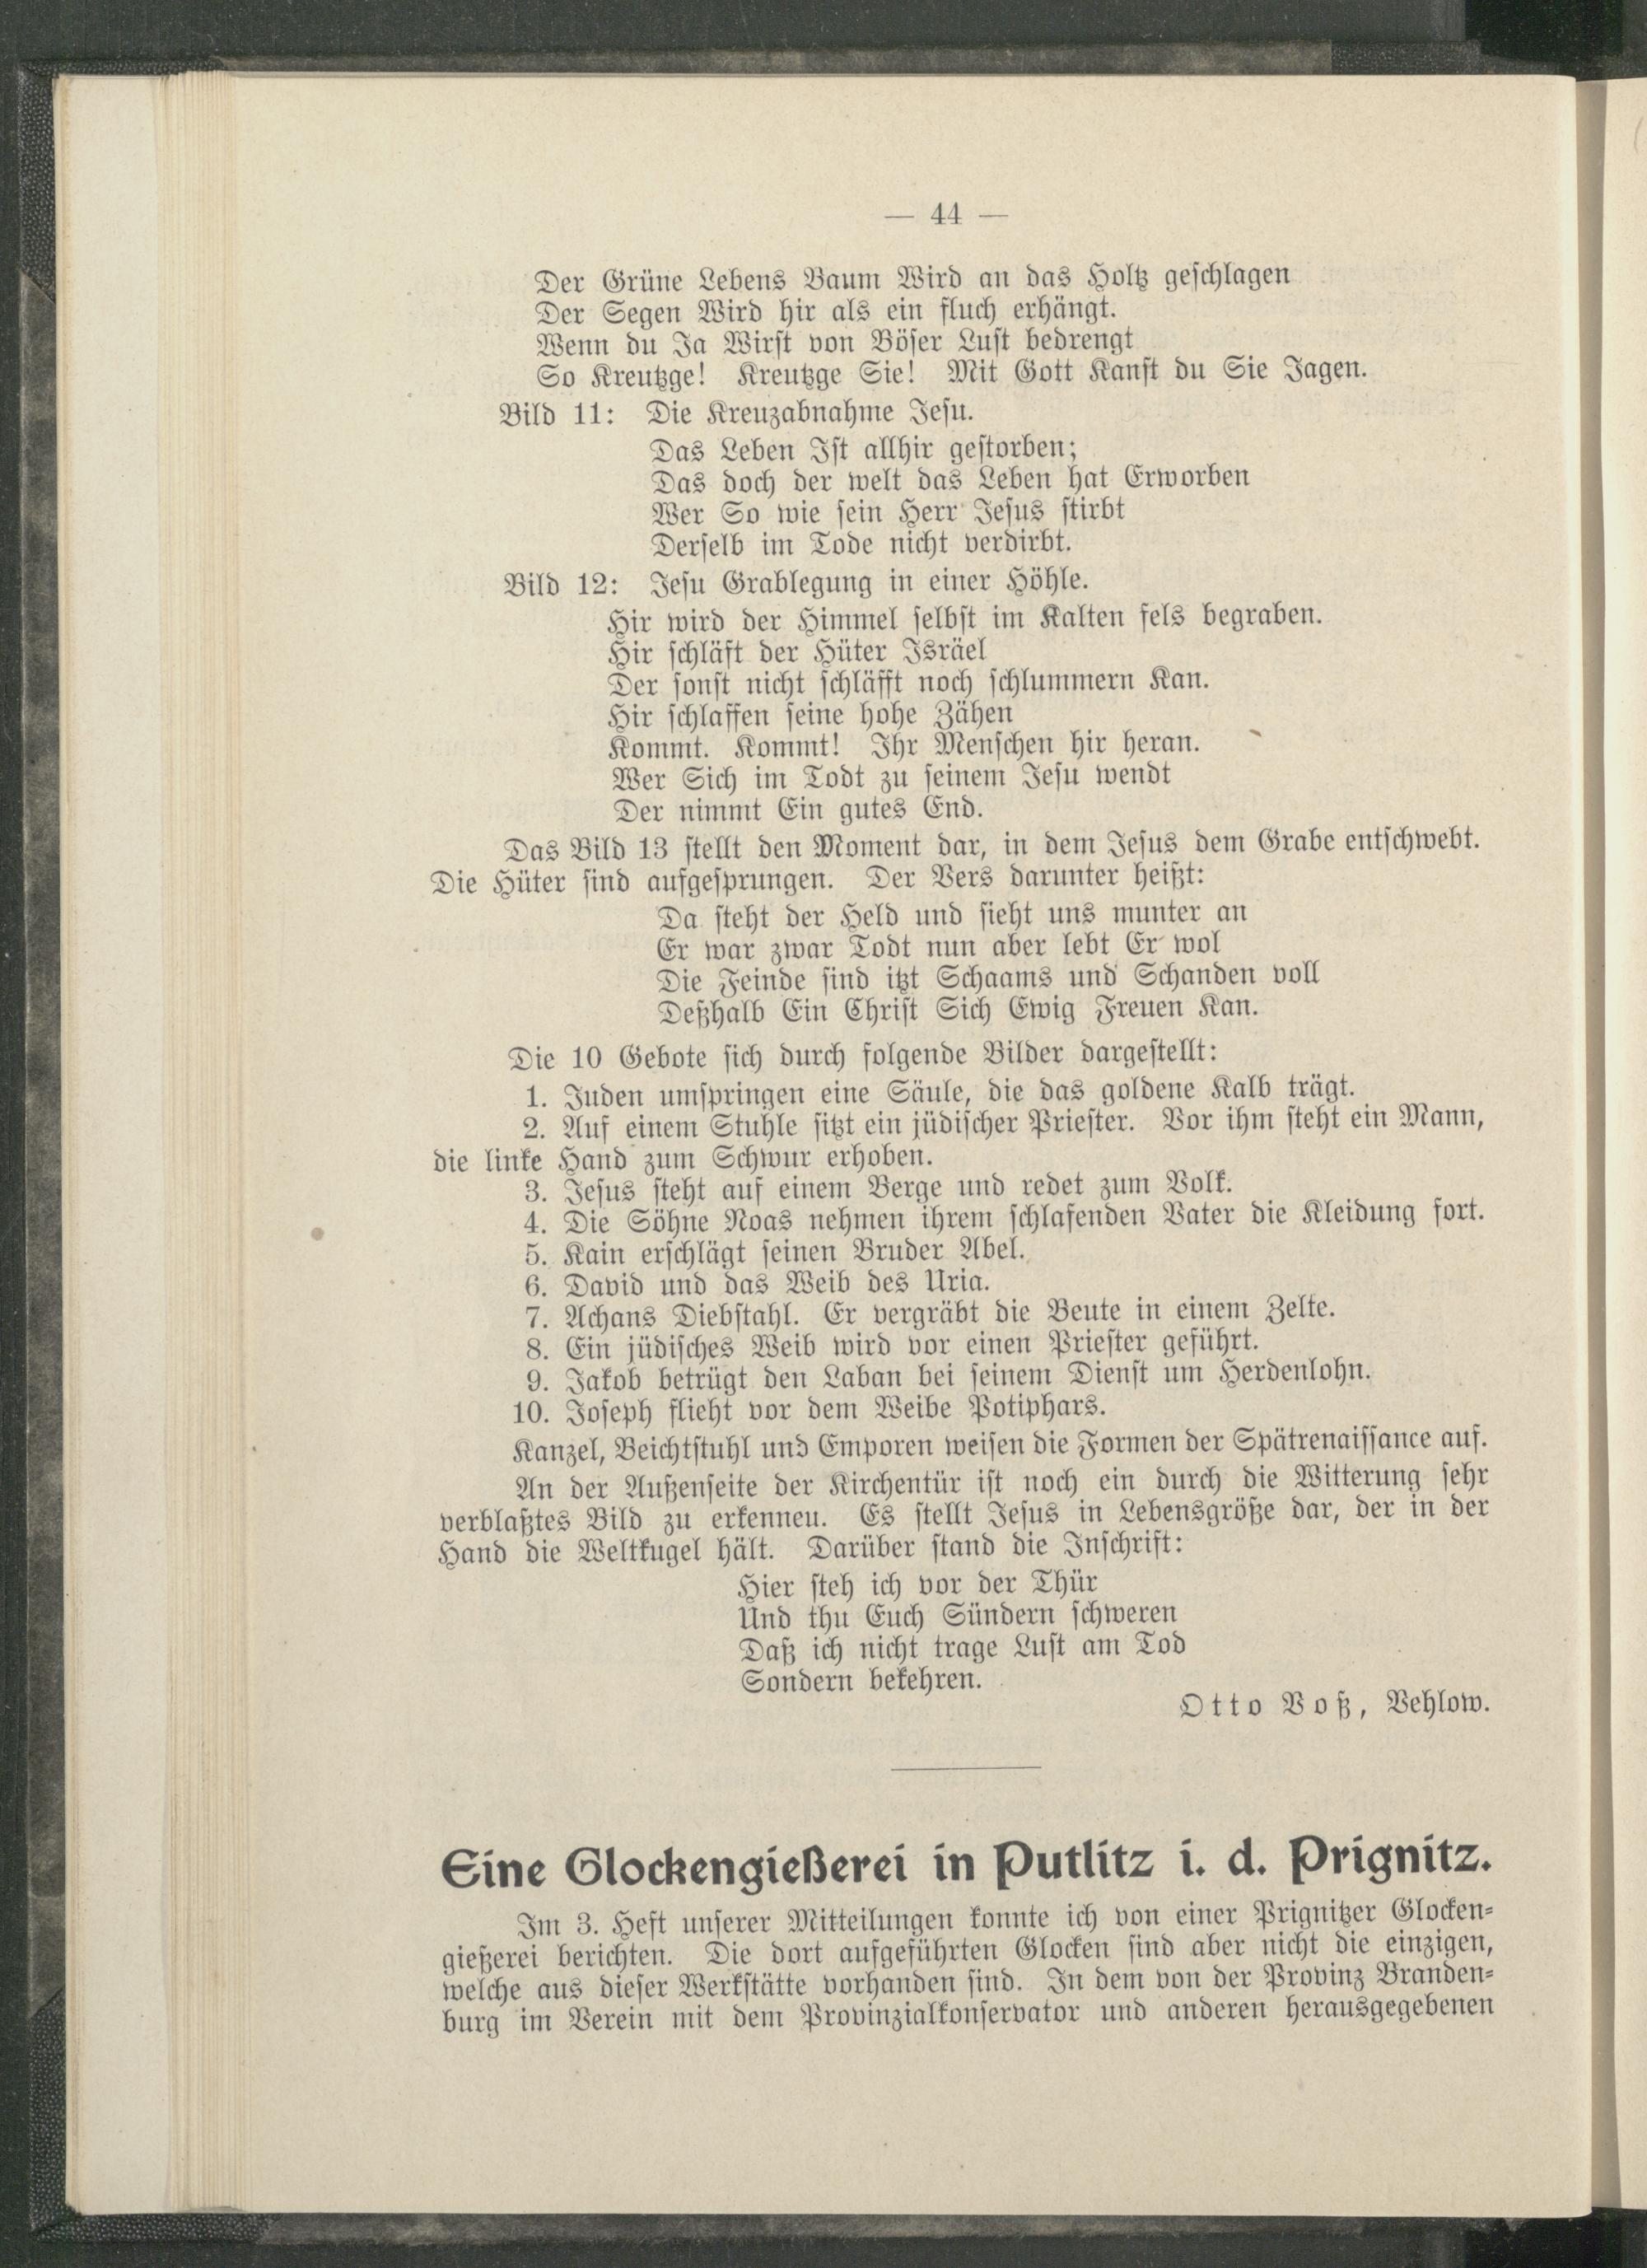 — 44 —
Der Grüne Lebens Baum Wird an das Holtz geschlagen
Der Segen Wird hir als ein fluch erhängt.
Wenn du Ja Wirst von Böser Lust bedrengt
So Kreutzge! Kreutzge Sie! Mit Gott Kanst du Sie Jagen.
Bild 11: Die Kreuzabnahme Jesu.
Das Leben Ist allhir gestorben;
Das doch der welt das Leben hat Erworben
Wer So wie sein Herr Jesus stirbt
Derselb im Tode nicht verdirbt.
Bild 12: Jesu Grablegung in einer Höhle.
Hir wird der Himmel selbst im Kalten fels begraben.
Hir schläft der Hüter Isräel
Der sonst nicht schläfft noch schlummern Kan.
Hir schlaffen seine hohe Zähen
Kommt. Kommt! Ihr Menschen hir heran.
Wer Sich im Todt zu seinem Jesu wendt
Der nimmt Ein gutes End.
Das Bild 13 stellt den Moment dar, in dem Jesus dem Grabe entschwebt.
Die Hüter sind aufgesprungen. Der Vers darunter heißt:
Da steht der Held und sieht uns munter an
Er war zwar Todt nun aber lebt Er wol
Die Feinde sind itzt Schaams und Schanden voll
Deßhalb Ein Christ Sich Ewig Freuen Kan.
Die 10 Gebote sich durch folgende Bilder dargestellt:
1. Juden umspringen eine Säule, die das goldene Kalb trägt.
2. Auf einem Stuhle sitzt ein jüdischer Priester. Vor ihm steht ein Mann,
die linke Hand zum Schwur erhoben.
3. Jesus steht auf einem Berge und redet zum Volk.
4. Die Söhne Noas nehmen ihrem schlafenden Vater die Kleidung fort.
5. Kain erschlägt seinen Bruder Abel.
6. David und das Weib des Uria.
7. Achans Diebstahl. Er vergräbt die Beute in einem Zelte.
8. Ein jüdisches Weib wird vor einen Priester geführt.
9. Jakob betrügt den Laban bei seinem Dienst um Herdenlohn.
10. Joseph flieht vor dem Weibe Potiphars.
Kanzel, Beichtstuhl und Emporen weisen die Formen der Spätrenaissance auf.
An der Außenseite der Kirchentür ist noch ein durch die Witterung sehr
verblaßtes Bild zu erkenneu. Es stellt Jesus in Lebensgröße dar, der in der
Hand die Weltkugel hält. Darüber stand die Inschrift:
Hier steh ich vor der Thür
Und thu Euch Sündern schweren
Daß ich nicht trage Lust am Tod
Sondern bekehren.
Otto Voß, Vehlow.
Eine Glockengießerei in Putlitz i. d. Prignitz.
Im 3. Heft unserer Mitteilungen konnte ich von einer Prignitzer Glocken-
gießerei berichten. Die dort aufgeführten Glocken sind aber nicht die einzigen,
welche aus dieser Werkstätte vorhanden sind. In dem von der Provinz Branden-
burg im Verein mit dem Provinzialkonservator und anderen herausgegebenen